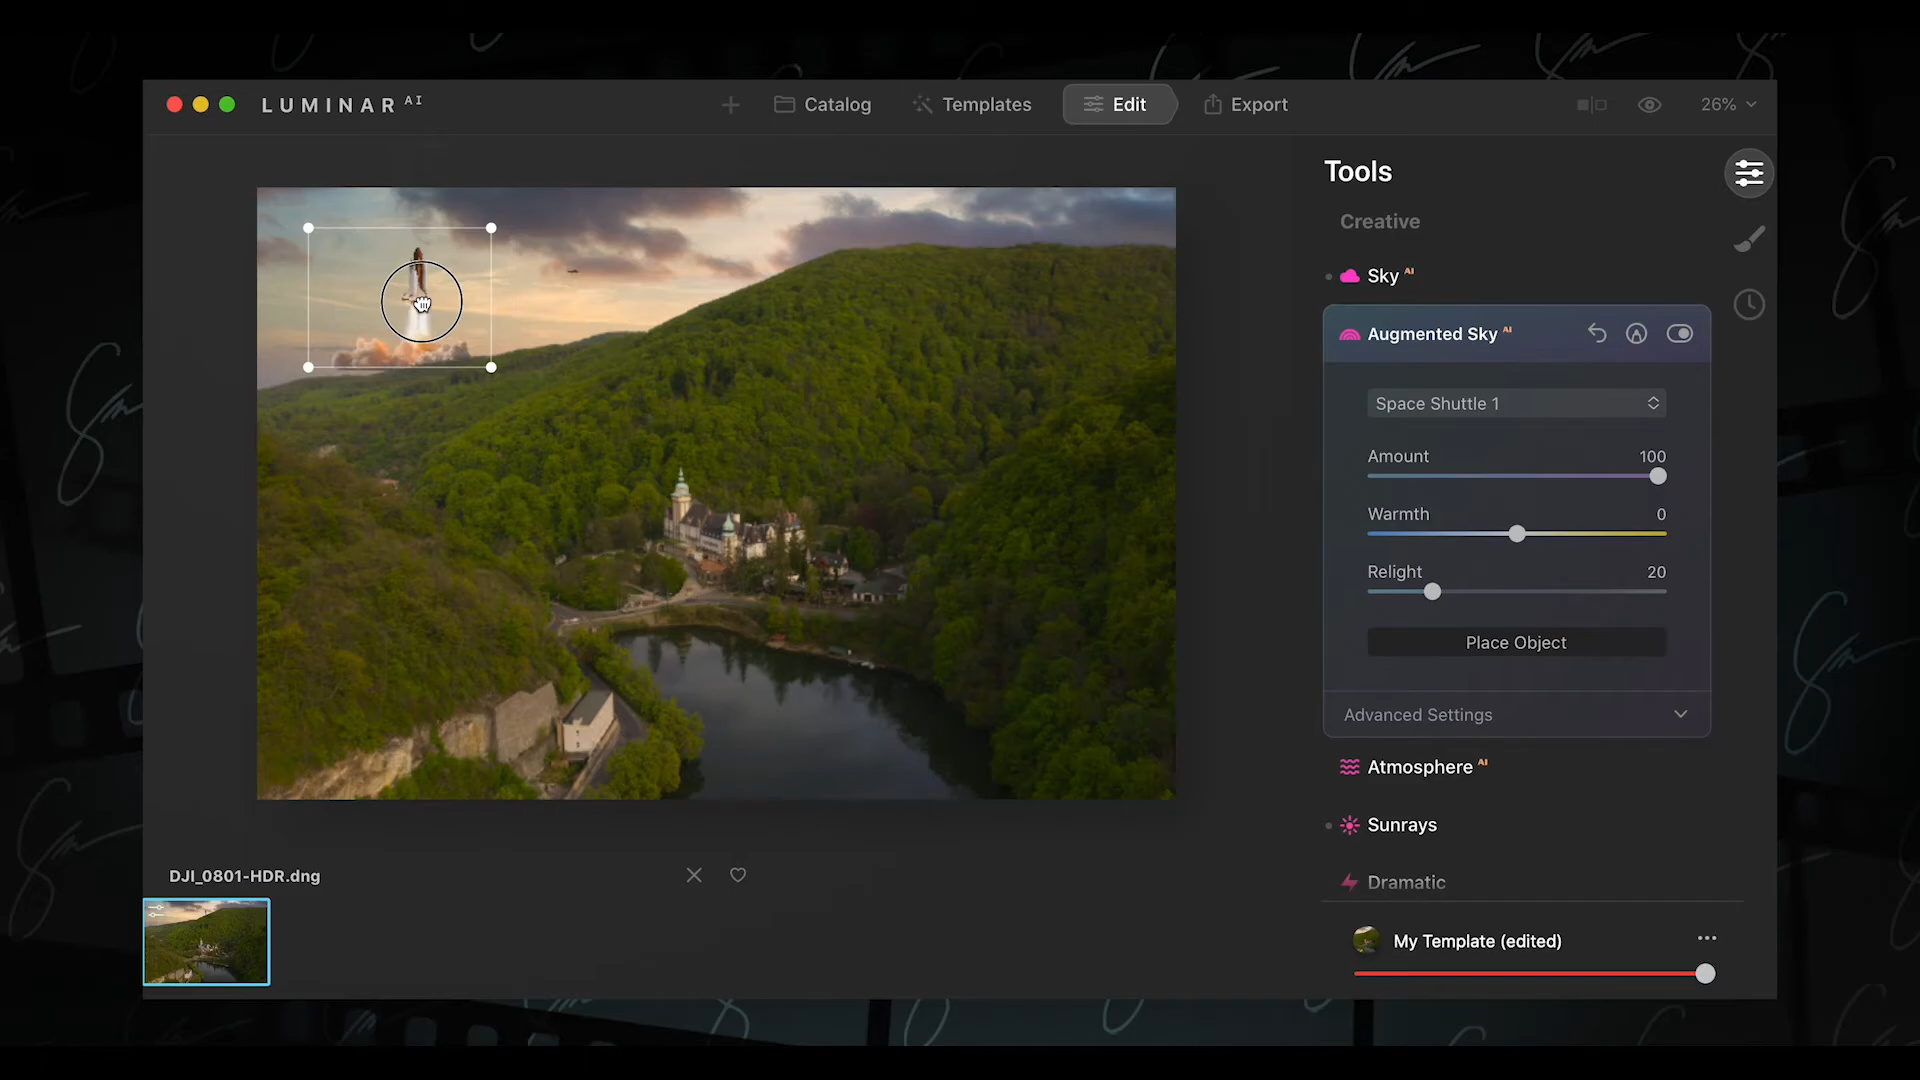 LUMINAR AI
Catalog
Templates
Edit
Export
26%
Tools
Creative
Sky AI
Augmented Sky AI
Space Shuttle 1
Amount 100
Warmth 0
Relight 20
Place Object
Advanced Settings
Atmosphere AI
Sunrays
Dramatic
DJI_0801-HDR.dng
My Template (edited)